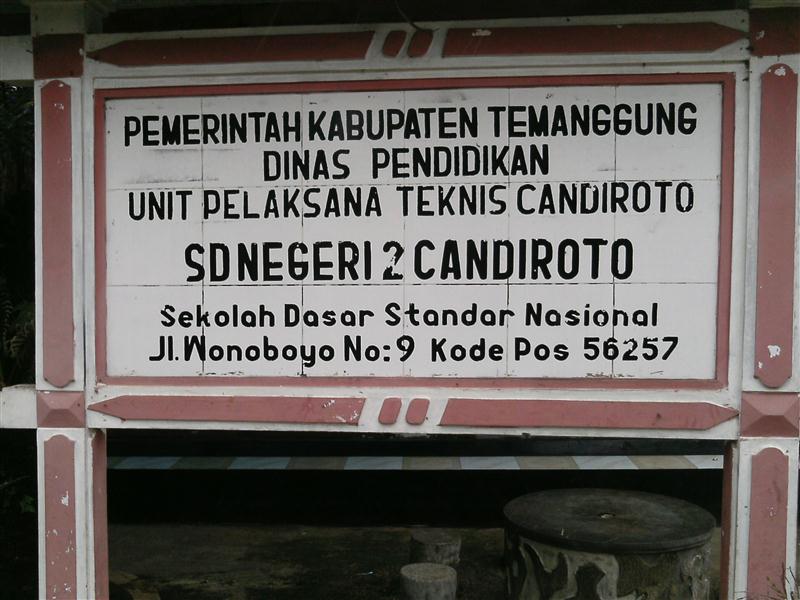 PEMERINTAH KABUPATEN TEMANGGUNG
DINAS PENDIDIKAN
UNIT PELAKSANA TEKNIS CANDIROTO
SD NEGERI 2 CANDIROTO
Sekolah Dasar Standar Nasional
Jl. Wonoboyo No: 9 Kode Pos 56257